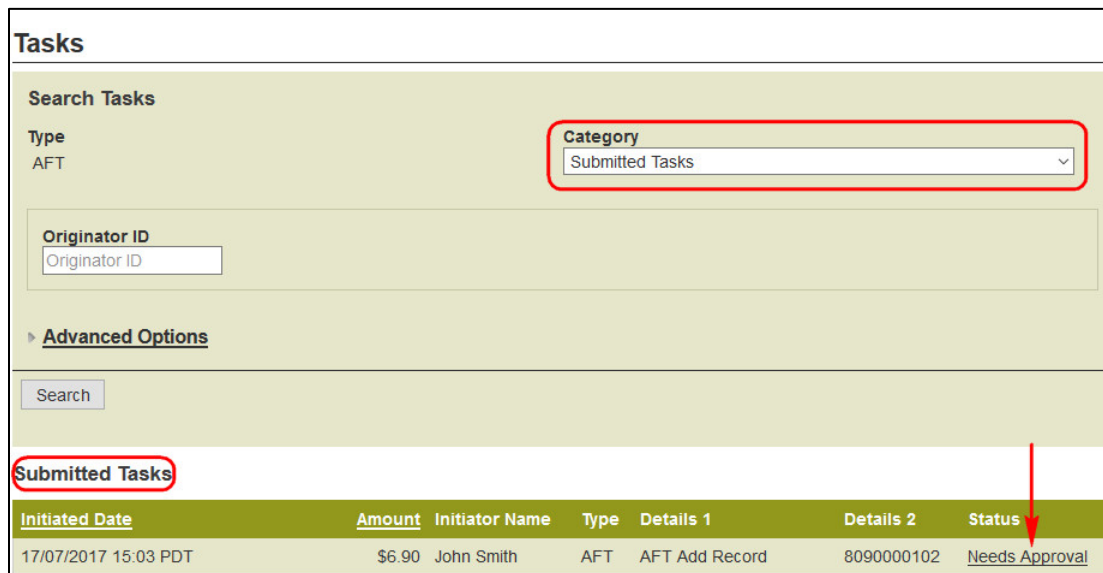 Tasks
Search Tasks
Type Category
AFT Submitted Tasks
Originator ID
Originator ID
Advanced Options
Search
Submitted Tasks
Initiated Date Amount Initiator Name Type Details 1 Details 2 Status
17/07/2017 15:03 PDT $6.90 John Smith AFT AFT Add Record 8090000102 Needs Approval